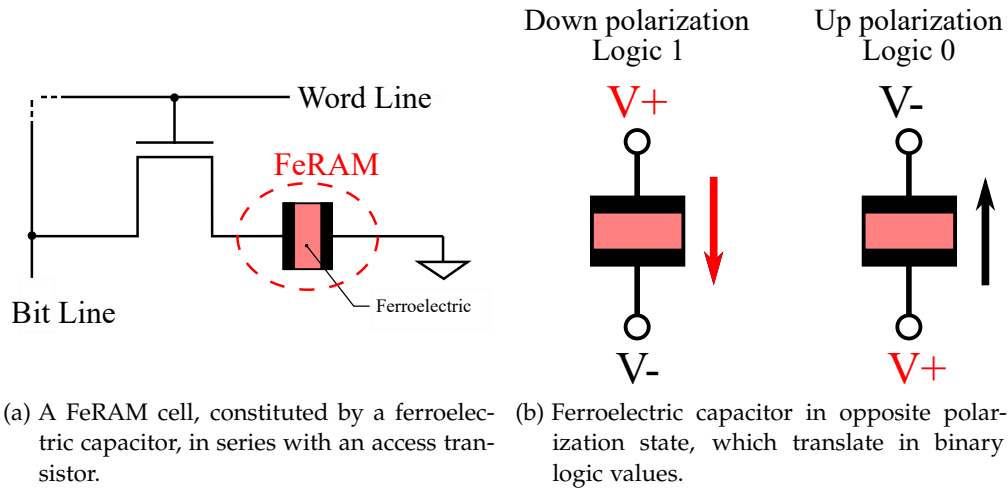 Word Line
FeRAM
Ferroelectric
Bit Line
(a) A FeRAM cell, constituted by a ferroelec-
tric capacitor, in series with an access tran-
sistor.
Down polarization
Logic 1
V+
V-
Up polarization
Logic 0
V-
V+
(b) Ferroelectric capacitor in opposite polar-
ization state, which translate in binary
logic values.